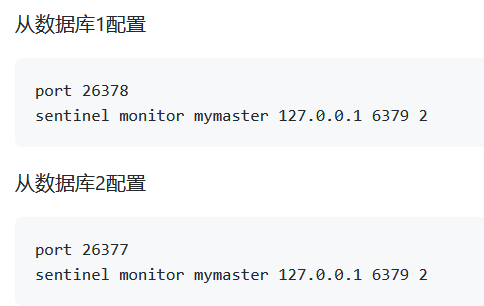 从数据库1配置
port 26378
sentinel monitor mymaster 127.0.0.1 6379 2
从数据库2配置
port 26377
sentinel monitor mymaster 127.0.0.1 6379 2